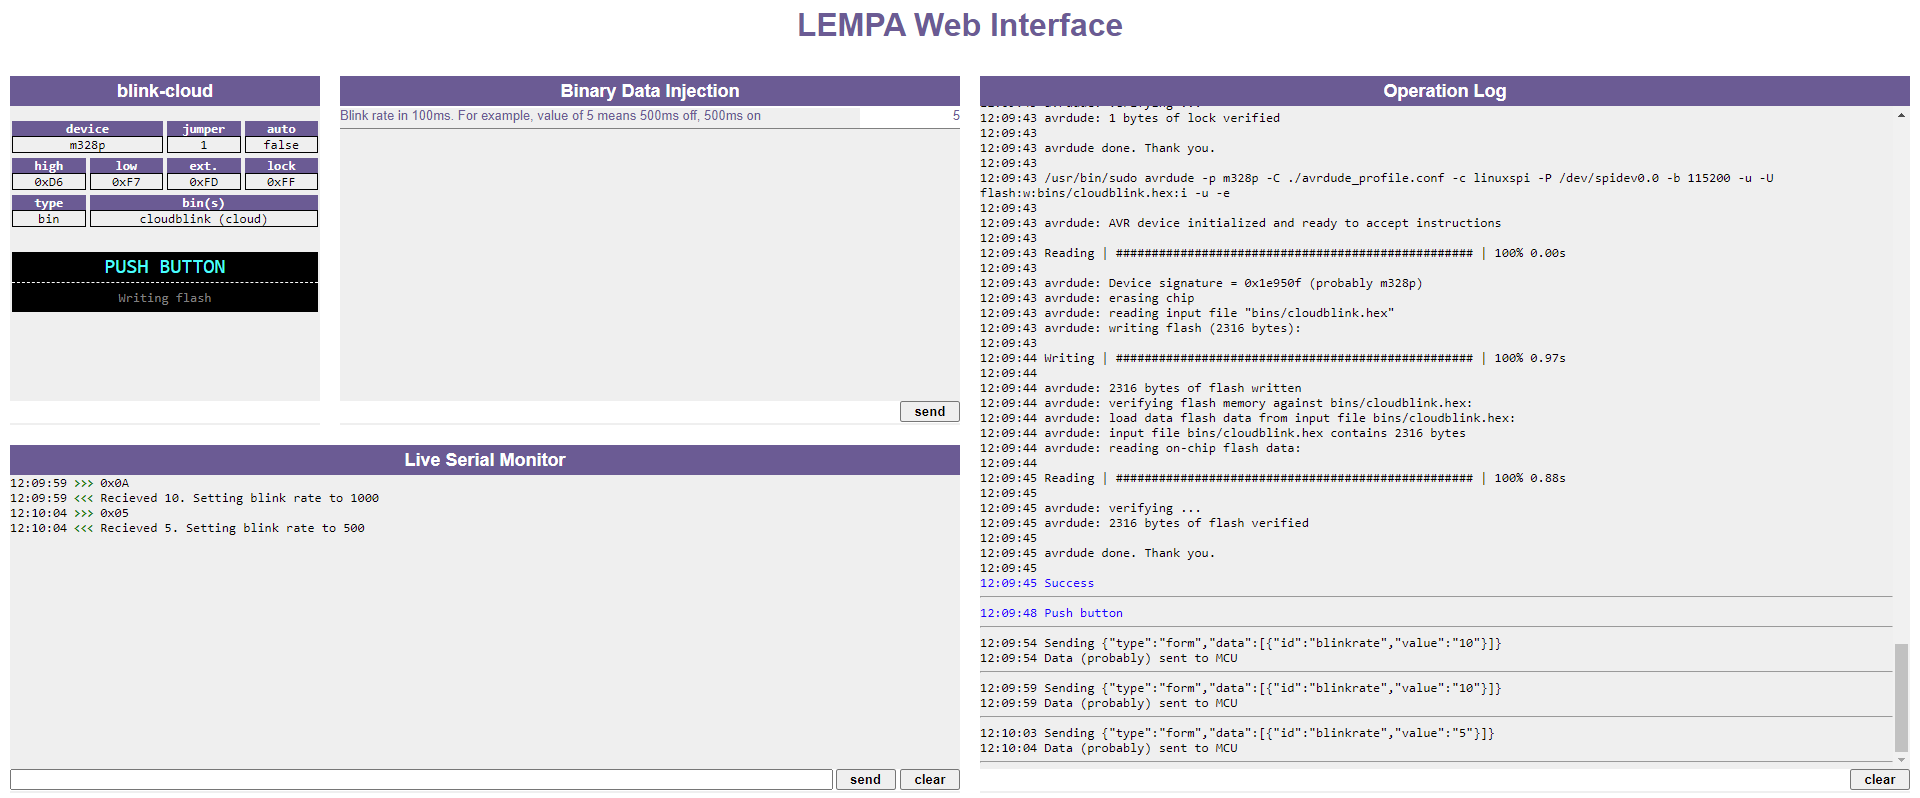 LEMPA Web Interface
blink-cloud
device jumper auto
m328p 1 false
high low ext. lock
0xD6 0xF7 0xFD 0xFF
type bin(s)
bin cloudblink (cloud)
PUSH BUTTON
Writing flash
Binary Data Injection
Blink rate in 100ms. For example, value of 5 means 500ms off, 500ms on 5
send
Live Serial Monitor
12:09:59 >>> 0x0A
12:09:59 <<< Recieved 10. Setting blink rate to 1000
12:10:04 >>> 0x05
12:10:04 <<< Recieved 5. Setting blink rate to 500
send clear
Operation Log
12:09:43 avrdude: verifying ...
12:09:43 avrdude: 1 bytes of lock verified
12:09:43
12:09:43 avrdude done. Thank you.
12:09:43
12:09:43 /usr/bin/sudo avrdude -p m328p -C ./avrdude_profile.conf -c linuxspi -P /dev/spidev0.0 -b 115200 -u -U
flash:w:bins/cloudblink.hex:i -u -e
12:09:43
12:09:43 avrdude: AVR device initialized and ready to accept instructions
12:09:43
12:09:43 Reading | ################################################## | 100% 0.00s
12:09:43
12:09:43 avrdude: Device signature = 0x1e950f (probably m328p)
12:09:43 avrdude: erasing chip
12:09:43 avrdude: reading input file "bins/cloudblink.hex"
12:09:43 avrdude: writing flash (2316 bytes):
12:09:43
12:09:44 Writing | ################################################## | 100% 0.97s
12:09:44
12:09:44 avrdude: 2316 bytes of flash written
12:09:44 avrdude: verifying flash memory against bins/cloudblink.hex:
12:09:44 avrdude: load data flash data from input file bins/cloudblink.hex:
12:09:44 avrdude: input file bins/cloudblink.hex contains 2316 bytes
12:09:44 avrdude: reading on-chip flash data:
12:09:44
12:09:45 Reading | ################################################## | 100% 0.88s
12:09:45
12:09:45 avrdude: verifying ...
12:09:45 avrdude: 2316 bytes of flash verified
12:09:45
12:09:45 avrdude done. Thank you.
12:09:45
12:09:45 Success
12:09:48 Push button
12:09:54 Sending {"type":"form","data":[{"id":"blinkrate","value":"10"}]}
12:09:54 Data (probably) sent to MCU
12:09:59 Sending {"type":"form","data":[{"id":"blinkrate","value":"10"}]}
12:09:59 Data (probably) sent to MCU
12:10:03 Sending {"type":"form","data":[{"id":"blinkrate","value":"5"}]}
12:10:04 Data (probably) sent to MCU
clear